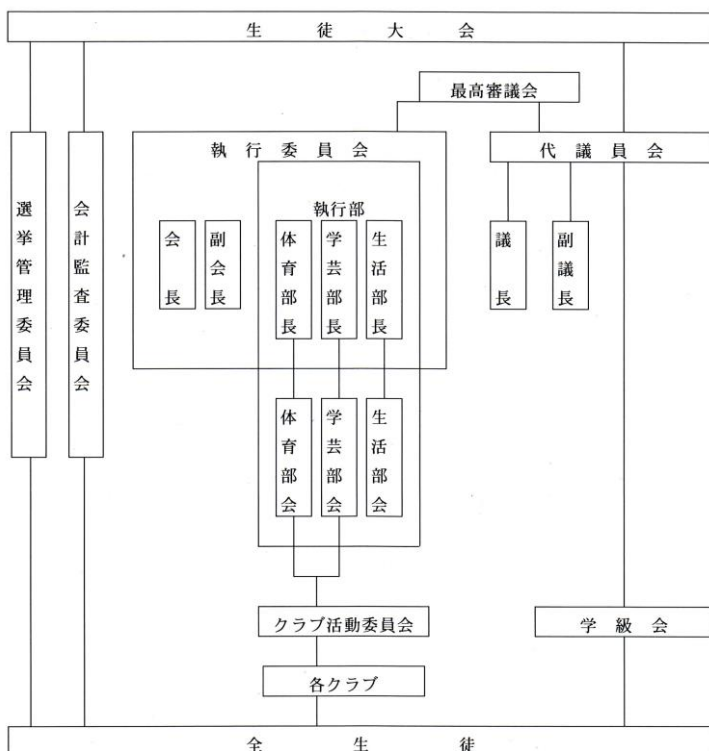 生徒大会
最高審議会
執行委員会
代議員会
執行部
選挙管理委員会
会計監査委員会
会長
副会長
体育部長
学芸部長
生活部長
議長
副議長
体育部会
学芸部会
生活部会
クラブ活動委員会
学級会
各クラブ
全生徒